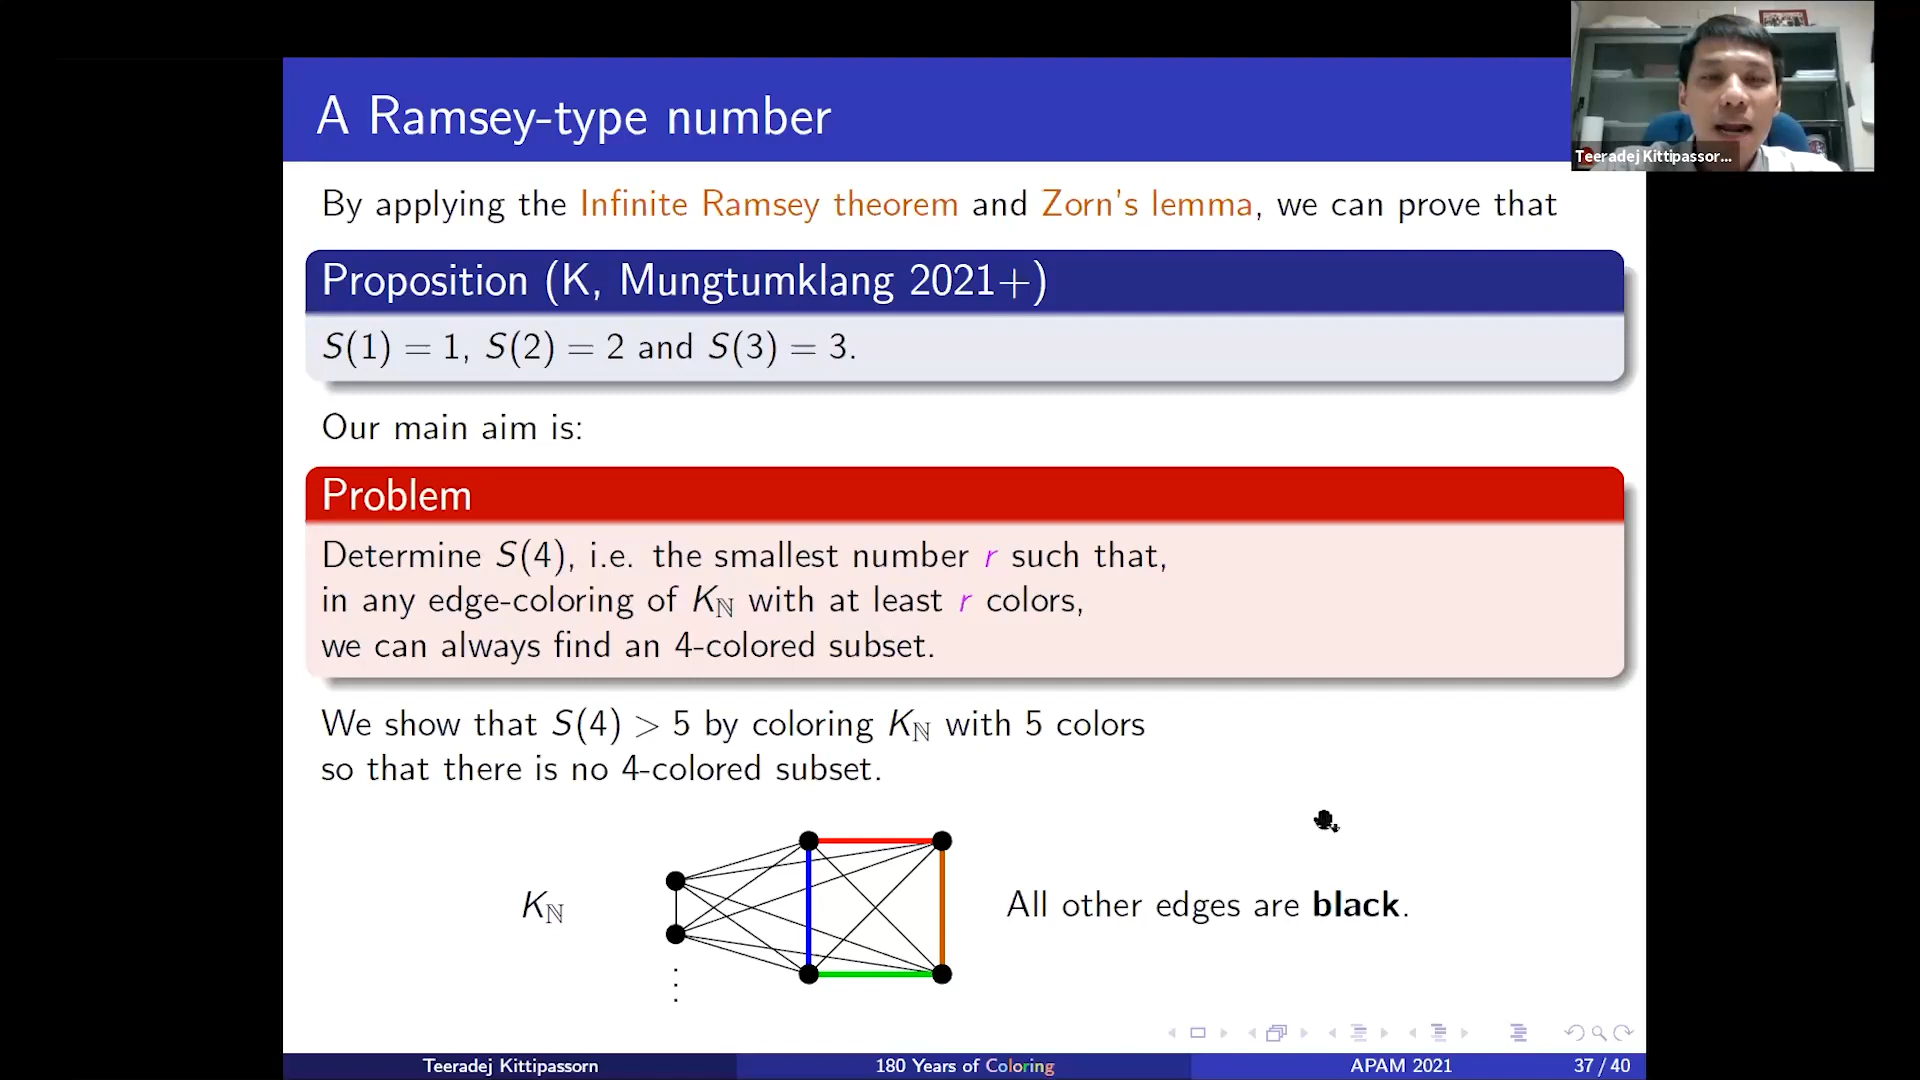 A Ramsey-type number
Teeradej Kittipassor...
By applying the Infinite Ramsey theorem and Zorn's lemma, we can prove that
Proposition (K, Mungtumklang 2021+)
S(1) = 1, S(2) = 2 and S(3) = 3.
Our main aim is:
Problem
Determine S(4), i.e. the smallest number r such that,
in any edge-coloring of Kℕ with at least r colors,
we can always find an 4-colored subset.
We show that S(4) > 5 by coloring Kℕ with 5 colors
so that there is no 4-colored subset.
Kℕ
All other edges are black.
Teeradej Kittipassorn 180 Years of Coloring APAM 2021 37 / 40